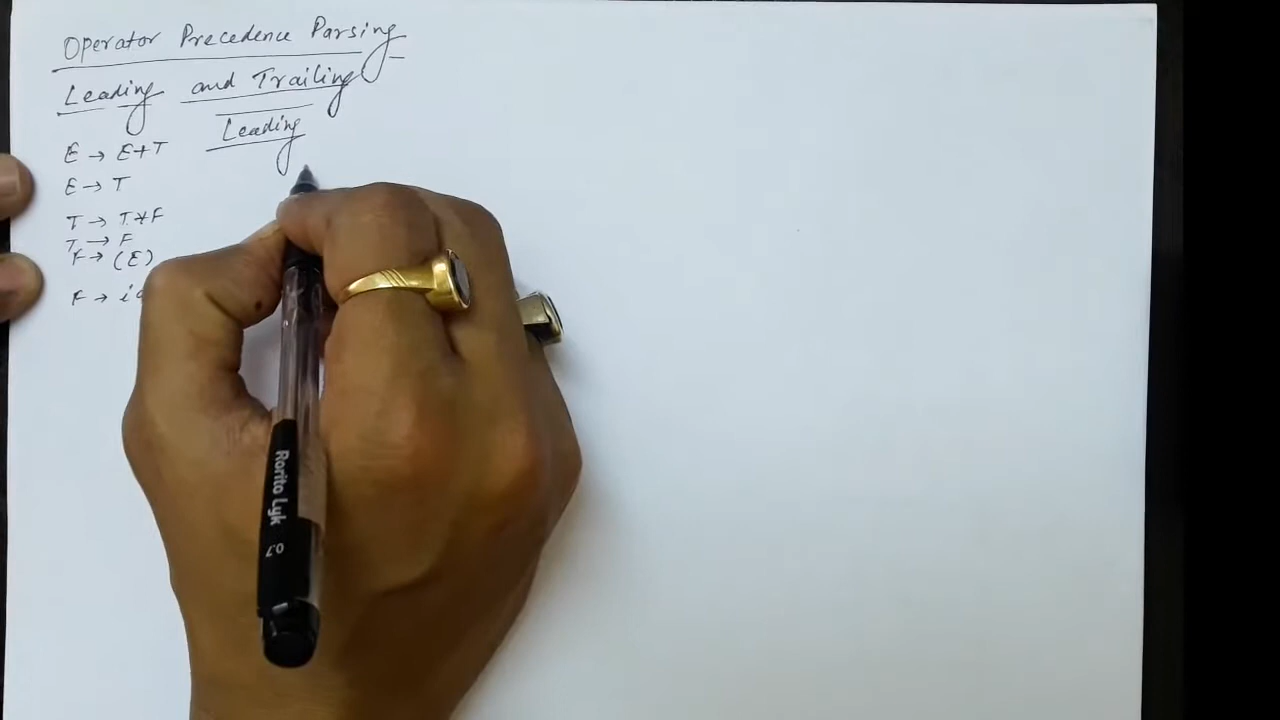 Operator Precedence Parsing
Leading and Trailing
Leading
E → E+T
E → T
T → T*F
T → F
F → (E)
F →
Rorito Lyk
0.7